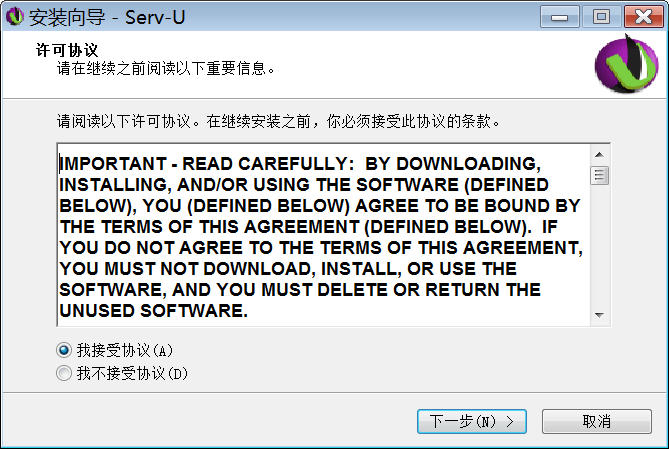 安装向导 - Serv-U
许可协议
请在继续之前阅读以下重要信息。
请阅读以下许可协议。在继续安装之前，你必须接受此协议的条款。
IMPORTANT - READ CAREFULLY:  BY DOWNLOADING,
INSTALLING, AND/OR USING THE SOFTWARE (DEFINED
BELOW), YOU (DEFINED BELOW) AGREE TO BE BOUND BY
THE TERMS OF THIS AGREEMENT (DEFINED BELOW).  IF
YOU DO NOT AGREE TO THE TERMS OF THIS AGREEMENT,
YOU MUST NOT DOWNLOAD, INSTALL, OR USE THE
SOFTWARE, AND YOU MUST DELETE OR RETURN THE
UNUSED SOFTWARE.
我接受协议(A)
我不接受协议(D)
下一步(N) >
取消